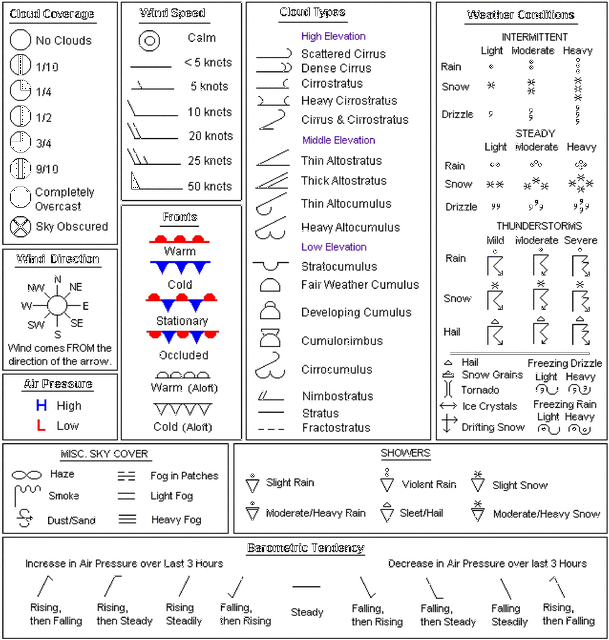 Cloud Coverage
No Clouds
1/10
1/4
1/2
3/4
9/10
Completely
Overcast
Sky Obscured
Wind Direction
N
NW NE
W E
SW SE
S
Wind comes FROM the
direction of the arrow.
Air Pressure
H High
L Low
Wind Speed
Calm
< 5 knots
5 knots
10 knots
20 knots
25 knots
50 knots
Fronts
Warm
Cold
Stationary
Occluded
Warm (Aloft)
Cold (Aloft)
Cloud Types
High Elevation
Scattered Cirrus
Dense Cirrus
Cirrostratus
Heavy Cirrostratus
Cirrus & Cirrostratus
Middle Elevation
Thin Altostratus
Thick Altostratus
Thin Altocumulus
Heavy Altocumulus
Low Elevation
Stratocumulus
Fair Weather Cumulus
Developing Cumulus
Cumulonimbus
Cirrocumulus
Nimbostratus
Stratus
Fractostratus
Weather Conditions
INTERMITTENT
Light Moderate Heavy
Rain
Snow
Drizzle
STEADY
Light Moderate Heavy
Rain
Snow
Drizzle
THUNDERSTORMS
Mild Moderate Severe
Rain
Snow
Hail
Hail
Snow Grains
Tornado
Ice Crystals
Drifting Snow
Freezing Drizzle
Light Heavy
Freezing Rain
Light Heavy
MISC. SKY COVER
Haze
Smoke
Dust/Sand
Fog in Patches
Light Fog
Heavy Fog
SHOWERS
Slight Rain
Violent Rain
Slight Snow
Moderate/Heavy Rain
Sleet/Hail
Moderate/Heavy Snow
Barometric Tendency
Increase in Air Pressure over Last 3 Hours
Decrease in Air Pressure over last 3 Hours
Rising,
then Falling
Rising,
then Steady
Rising
Steadily
Falling,
then Rising
Steady
Falling,
then Rising
Falling,
then Steady
Falling
Steadily
Rising,
then Falling